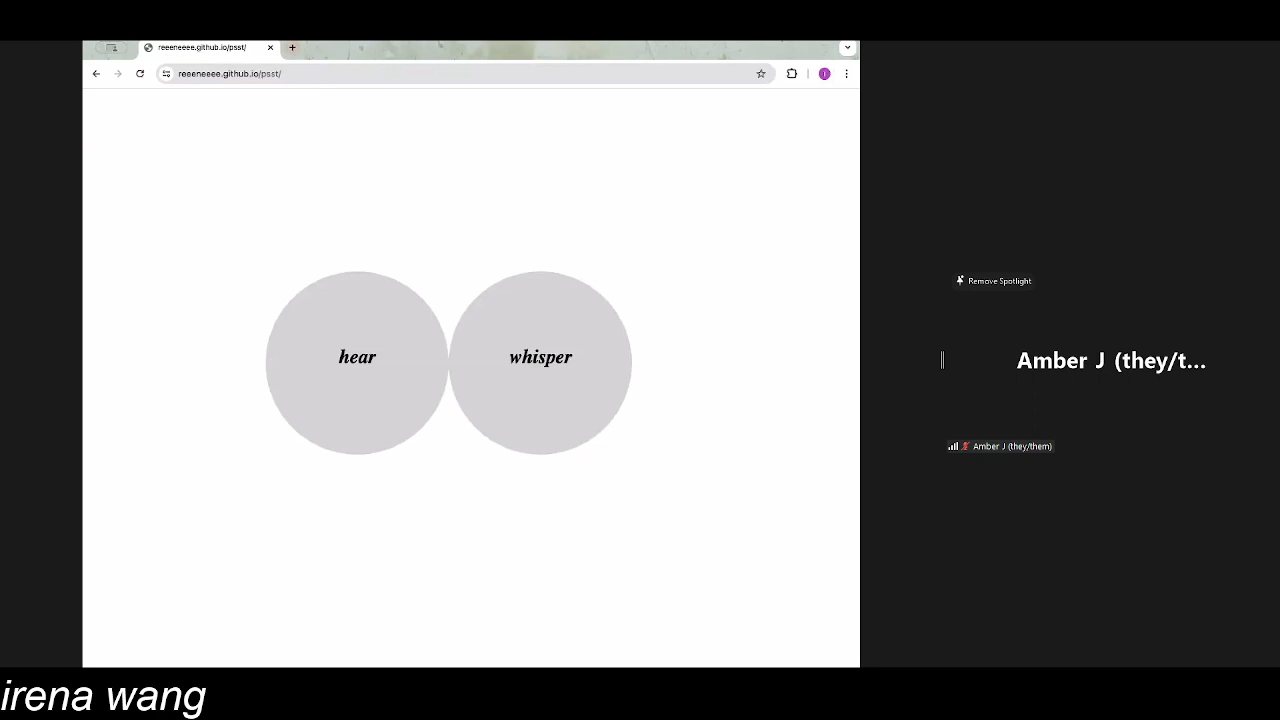 reeeneeee.github.io/psst/
reeeneeee.github.io/psst/
hear
whisper
Remove Spotlight
Amber J (they/t...
Amber J (they/them)
irena wang